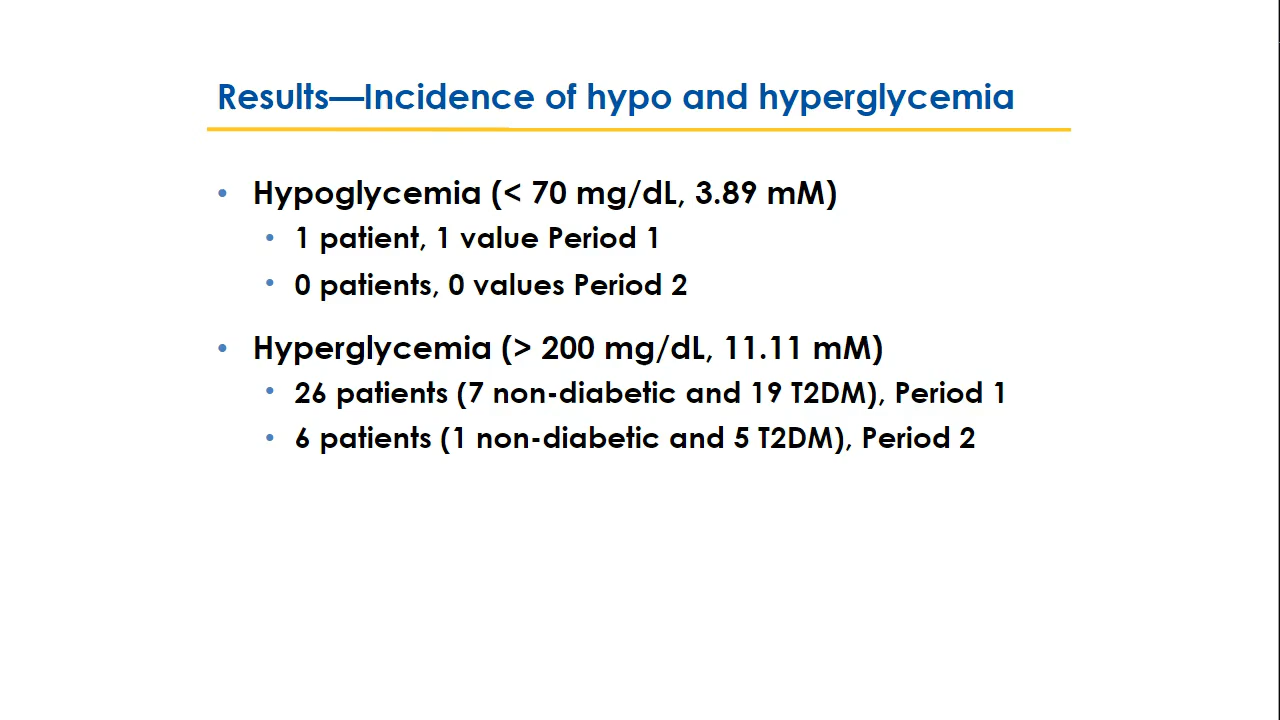 Results—Incidence of hypo and hyperglycemia
• Hypoglycemia (< 70 mg/dL, 3.89 mM)
• 1 patient, 1 value Period 1
• 0 patients, 0 values Period 2
• Hyperglycemia (> 200 mg/dL, 11.11 mM)
• 26 patients (7 non-diabetic and 19 T2DM), Period 1
• 6 patients (1 non-diabetic and 5 T2DM), Period 2